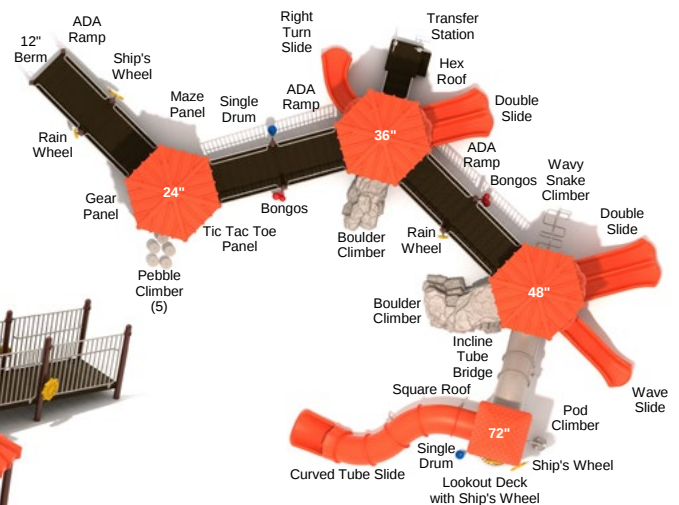 ADA
Ramp
12"
Berm
Ship's
Wheel
Rain
Wheel
Maze
Panel
Single
Drum
ADA
Ramp
Right
Turn
Slide
Transfer
Station
Hex
Roof
Double
Slide
36"
24"
Gear
Panel
Bongos
Tic Tac Toe
Panel
Pebble
Climber
(5)
Boulder
Climber
ADA
Ramp
Bongos
Rain
Wheel
Wavy
Snake
Climber
Double
Slide
48"
Boulder
Climber
Incline
Tube
Bridge
Wave
Slide
Square Roof
72"
Pod
Climber
Single
Drum
Ship's Wheel
Curved Tube Slide
Lookout Deck
with Ship's Wheel